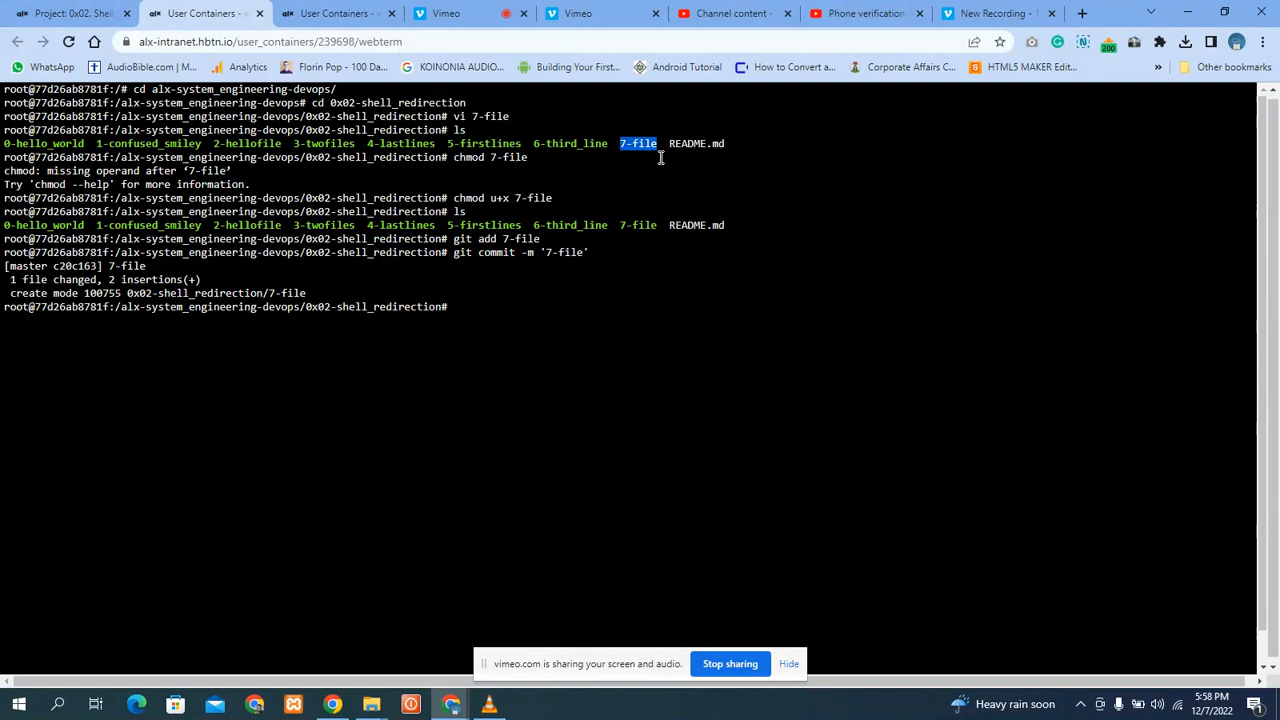 Project: 0x02. Shell
User Containers -
User Containers -
Vimeo
Vimeo
Channel content -
Phone verification
New Recording - 1
alx-intranet.hbtn.io/user_containers/239698/webterm
200
WhatsApp
AudioBible.com | M...
Analytics
Florin Pop - 100 Da...
KOINONIA AUDIO...
Building Your First...
Android Tutorial
How to Convert a...
Corporate Affairs C...
HTML5 MAKER Edit...
»
Other bookmarks
root@77d26ab8781f:/# cd alx-system_engineering-devops/
root@77d26ab8781f:/alx-system_engineering-devops# cd 0x02-shell_redirection
root@77d26ab8781f:/alx-system_engineering-devops/0x02-shell_redirection# vi 7-file
root@77d26ab8781f:/alx-system_engineering-devops/0x02-shell_redirection# ls
0-hello_world 1-confused_smiley 2-hellofile 3-twofiles 4-lastlines 5-firstlines 6-third_line 7-file README.md
root@77d26ab8781f:/alx-system_engineering-devops/0x02-shell_redirection# chmod 7-file
chmod: missing operand after ‘7-file’
Try 'chmod --help' for more information.
root@77d26ab8781f:/alx-system_engineering-devops/0x02-shell_redirection# chmod u+x 7-file
root@77d26ab8781f:/alx-system_engineering-devops/0x02-shell_redirection# ls
0-hello_world 1-confused_smiley 2-hellofile 3-twofiles 4-lastlines 5-firstlines 6-third_line 7-file README.md
root@77d26ab8781f:/alx-system_engineering-devops/0x02-shell_redirection# git add 7-file
root@77d26ab8781f:/alx-system_engineering-devops/0x02-shell_redirection# git commit -m '7-file'
[master c20c163] 7-file
1 file changed, 2 insertions(+)
create mode 100755 0x02-shell_redirection/7-file
root@77d26ab8781f:/alx-system_engineering-devops/0x02-shell_redirection#
vimeo.com is sharing your screen and audio.
Stop sharing
Hide
Heavy rain soon
5:58 PM
12/7/2022
1